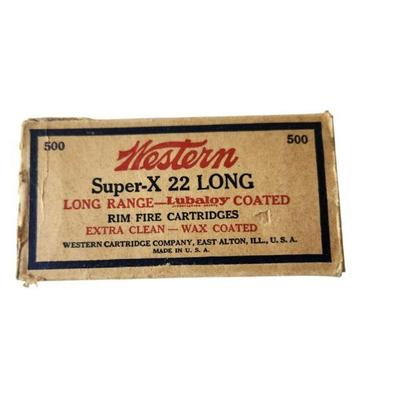 500 Western 500
Super-X 22 LONG
LONG RANGE—Lubaloy COATED
RIM FIRE CARTRIDGES
EXTRA CLEAN — WAX COATED
WESTERN CARTRIDGE COMPANY, EAST ALTON, ILL., U. S. A.
MADE IN U. S. A.